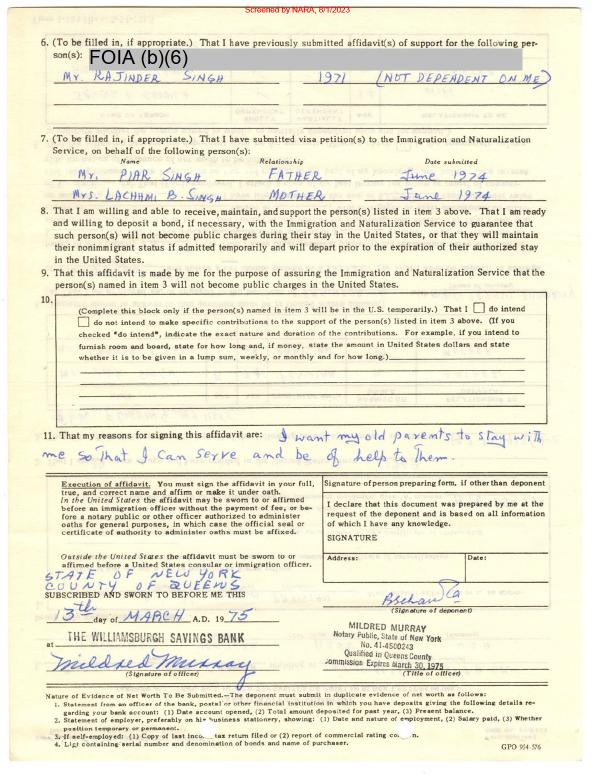 Screened by NARA, 8/1/2023
6. (To be filled in, if appropriate.) That I have previously submitted affidavit(s) of support for the following per-
son(s): FOIA (b)(6)
Mr. RAJINDER SINGH 1971 (NOT DEPENDENT ON ME)
7. (To be filled in, if appropriate.) That I have submitted visa petition(s) to the Immigration and Naturalization
Service, on behalf of the following person(s):
Name Relationship Date submitted
Mr. PIAR SINGH FATHER June 1974
Mrs. LACHHMI B. SINGH MOTHER June 1974
8. That I am willing and able to receive, maintain, and support the person(s) listed in item 3 above. That I am ready
and willing to deposit a bond, if necessary, with the Immigration and Naturalization Service to guarantee that
such person(s) will not become public charges during their stay in the United States, or that they will maintain
their nonimmigrant status if admitted temporarily and will depart prior to the expiration of their authorized stay
in the United States.
9. That this affidavit is made by me for the purpose of assuring the Immigration and Naturalization Service that the
person(s) named in item 3 will not become public charges in the United States.
10.
(Complete this block only if the person(s) named in item 3 will be in the U.S. temporarily.) That I do intend
do not intend to make specific contributions to the support of the person(s) listed in item 3 above. (If you
checked "do intend", indicate the exact nature and duration of the contributions. For example, if you intend to
furnish room and board, state for how long and, if money, state the amount in United States dollars and state
whether it is to be given in a lump sum, weekly, or monthly and for how long.)
11. That my reasons for signing this affidavit are: I want my old parents to stay with
me so that I can serve and be of help to them.
Execution of affidavit. You must sign the affidavit in your full,
true, and correct name and affirm or make it under oath.
In the United States the affidavit may be sworn to or affirmed
before an immigration officer without the payment of fee, or be-
fore a notary public or other officer authorized to administer
oaths for general purposes, in which case the official seal or
certificate of authority to administer oaths must be affixed.
Outside the United States the affidavit must be sworn to or
affirmed before a United States consular or immigration officer.
STATE OF NEW YORK
COUNTY OF QUEENS
SUBSCRIBED AND SWORN TO BEFORE ME THIS
13th day of MARCH A.D. 19 75
at THE WILLIAMSBURGH SAVINGS BANK
Mildred Murray
(Signature of officer)
Signature of person preparing form, if other than deponent
I declare that this document was prepared by me at the
request of the deponent and is based on all information
of which I have any knowledge.
SIGNATURE
Address: Date:
(Signature of deponent)
MILDRED MURRAY
Notary Public, State of New York
No. 41-4500243
Qualified in Queens County
Commission Expires March 30, 1975
(Title of officer)
Nature of Evidence of Net Worth To Be Submitted.—The deponent must submit in duplicate evidence of net worth as follows:
1. Statement from an officer of the bank, postal or other financial institution in which you have deposits giving the following details re-
garding your bank account: (1) Date account opened, (2) Total amount deposited for past year, (3) Present balance.
2. Statement of employer, preferably on his business stationery, showing: (1) Date and nature of employment, (2) Salary paid, (3) Whether
position temporary or permanent.
3. If self-employed: (1) Copy of last income tax return filed or (2) report of commercial rating concern.
4. List containing serial number and denomination of bonds and name of purchaser.
GPO 954-576